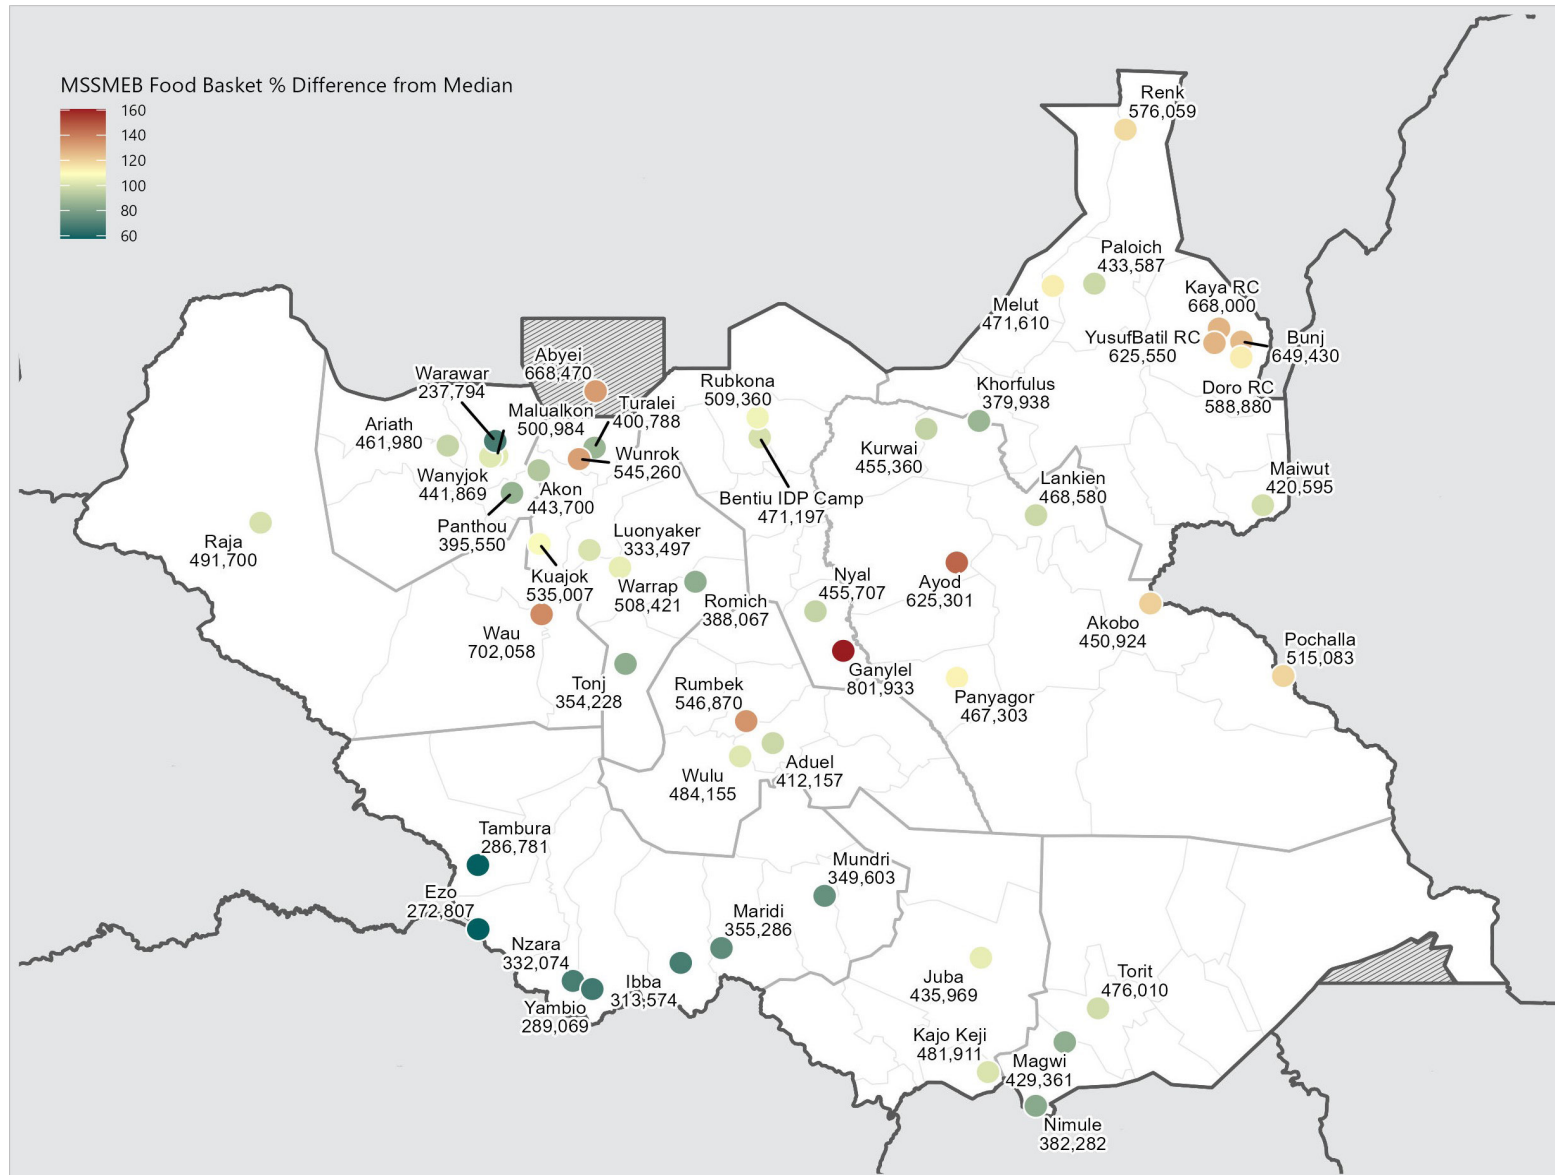 MSSMEB Food Basket % Difference from Median
160
140
120
100
80
60
Renk
576,059
Paloich
433,587
Melut
471,610
Kaya RC
668,000
YusufBatil RC
625,550
Bunj
649,430
Doro RC
588,880
Abyei
668,470
Warawar
237,794
Malualkon
500,984
Turalei
400,788
Ariath
461,980
Wunrok
545,260
Wanyjok
441,869
Akon
443,700
Panthou
395,550
Rubkona
509,360
Bentiu IDP Camp
471,197
Khorfulus
379,938
Kurwai
455,360
Lankien
468,580
Maiwut
420,595
Raja
491,700
Luonyaker
333,497
Kuajok
535,007
Warrap
508,421
Romich
388,067
Nyal
455,707
Ayod
625,301
Akobo
450,924
Pochalla
515,083
Wau
702,058
Tonj
354,228
Rumbek
546,870
Ganylel
801,933
Panyagor
467,303
Wulu
484,155
Aduel
412,157
Tambura
286,781
Ezo
272,807
Mundri
349,603
Maridi
355,286
Nzara
332,074
Yambio
289,069
Ibba
313,574
Juba
435,969
Torit
476,010
Kajo Keji
481,911
Magwi
429,361
Nimule
382,282